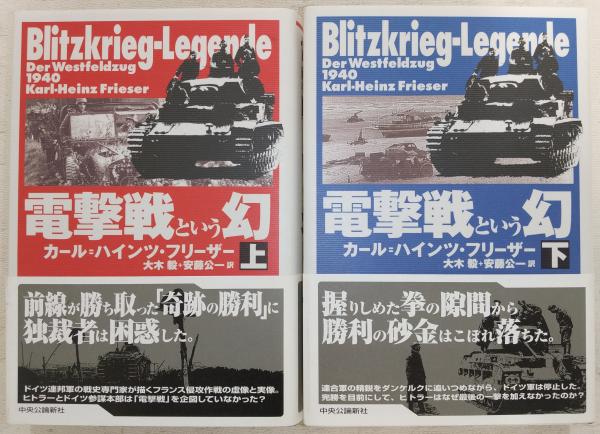 Blitzkrieg-Legende
Der Westfeldzug
1940
Karl-Heinz Frieser
電撃戦という幻
カール=ハインツ・フリーザー
上
大木 毅+安藤公一 訳
前線が勝ち取った「奇跡の勝利」に
独裁者は困惑した。
ドイツ連邦軍の戦史専門家が描くフランス侵攻作戦の虚像と実像。
ヒトラーとドイツ参謀本部は「電撃戦」を企図していなかった?
中央公論新社
Blitzkrieg-Legende
Der Westfeldzug
1940
Karl-Heinz Frieser
電撃戦という幻
カール=ハインツ・フリーザー
下
大木 毅+安藤公一 訳
握りしめた拳の隙間から
勝利の砂金はこぼれ落ちた。
連合軍の精鋭をダンケルクに追いつめながら、ドイツ軍は停止した。
完勝を目前にして、ヒトラーはなぜ最後の一撃を加えなかったのか?
中央公論新社